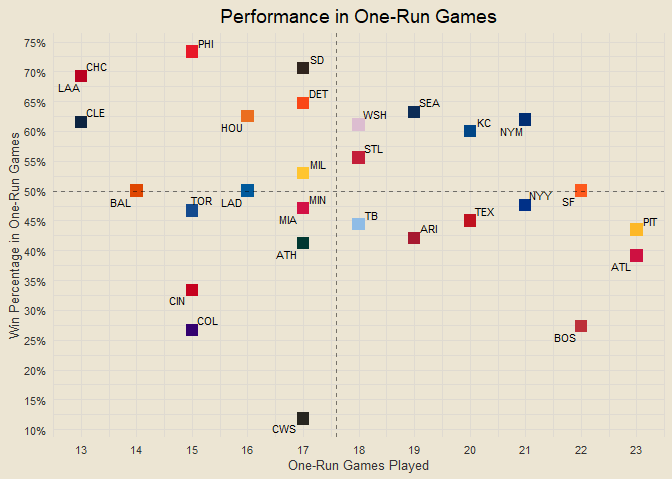 Performance in One-Run Games
Win Percentage in One-Run Games
75%
70%
65%
60%
55%
50%
45%
40%
35%
30%
25%
20%
15%
10%
PHI
SD
CHC
LAA
DET
CLE
HOU
WSH
SEA
KC
NYM
STL
MIL
BAL
TOR
LAD
MIN
MIA
TB
NYY
SF
ARI
TEX
PIT
ATH
ATL
CIN
COL
BOS
CWS
13 14 15 16 17 18 19 20 21 22 23
One-Run Games Played